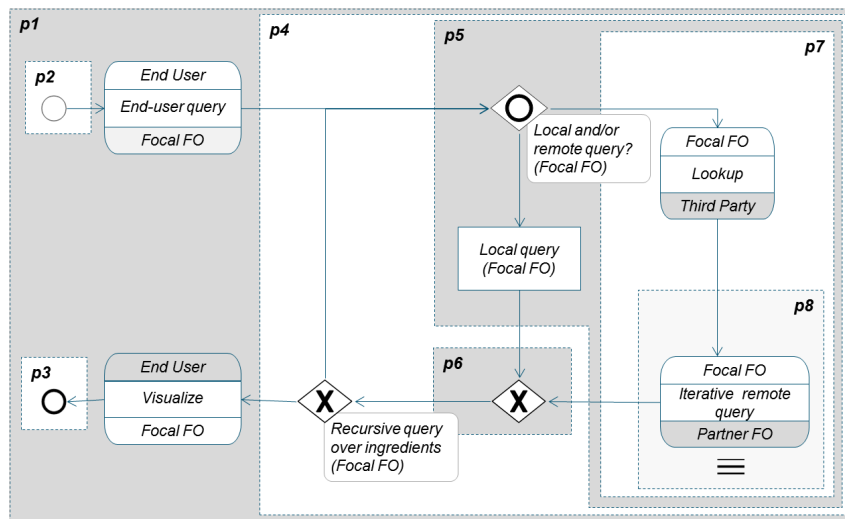 p1
p4
p5
p7
p2
End User
End-user query
Focal FO
Local and/or
remote query?
(Focal FO)
Focal FO
Lookup
Third Party
Local query
(Focal FO)
p8
p3
End User
Visualize
Focal FO
X
Recursive query
over ingredients
(Focal FO)
p6
X
Focal FO
Iterative remote
query
Partner FO